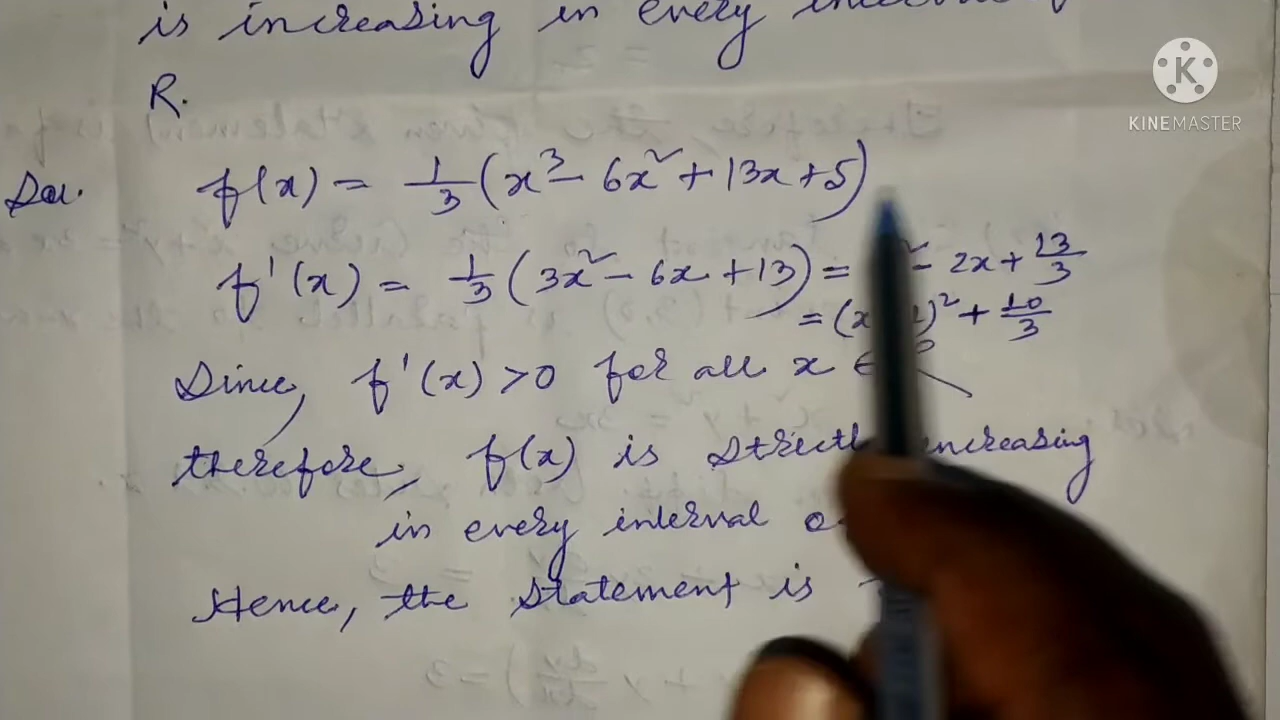 is increasing in every
R.
KINEMASTER
f(x) = 1/3 (x³ - 6x² + 13x + 5)
f'(x) = 1/3 (3x² - 6x + 13) = ² - 2x + 13/3
= (x )² + 10/3
Since, f'(x) > 0 for all x ∈
therefore, f(x) is increasing
in every interval
Hence, the statement is